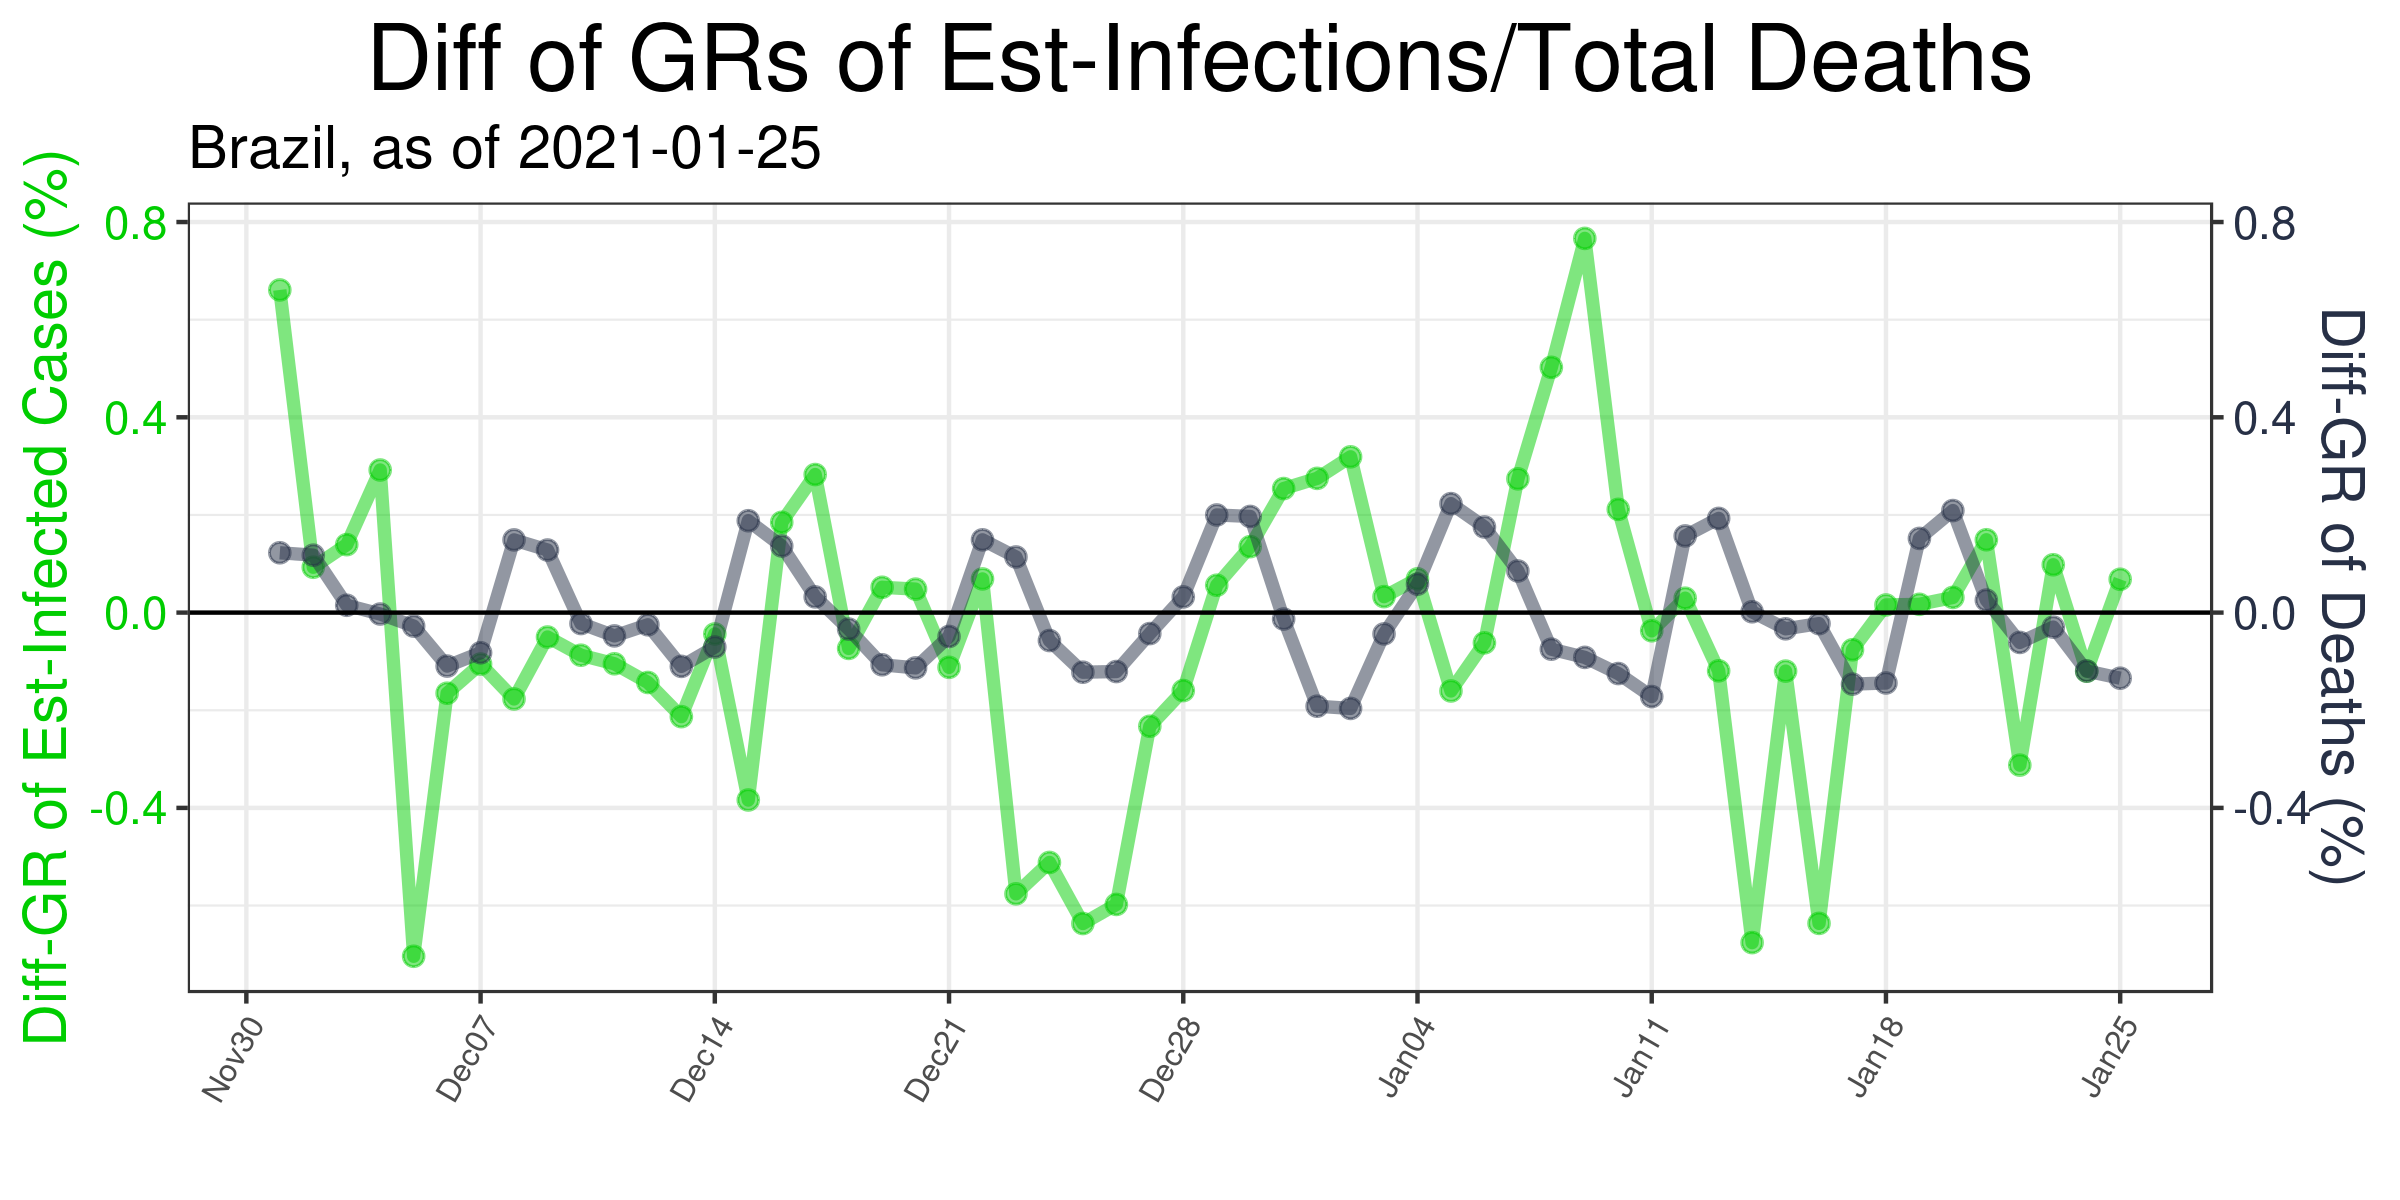 Diff of GRs of Est-Infections/Total Deaths
Brazil, as of 2021-01-25
Diff-GR of Est-Infected Cases (%)
0.8
0.4
0.0
-0.4
0.8
0.4
0.0
-0.4
Diff-GR of Deaths (%)
Nov30
Dec07
Dec14
Dec21
Dec28
Jan04
Jan11
Jan18
Jan25